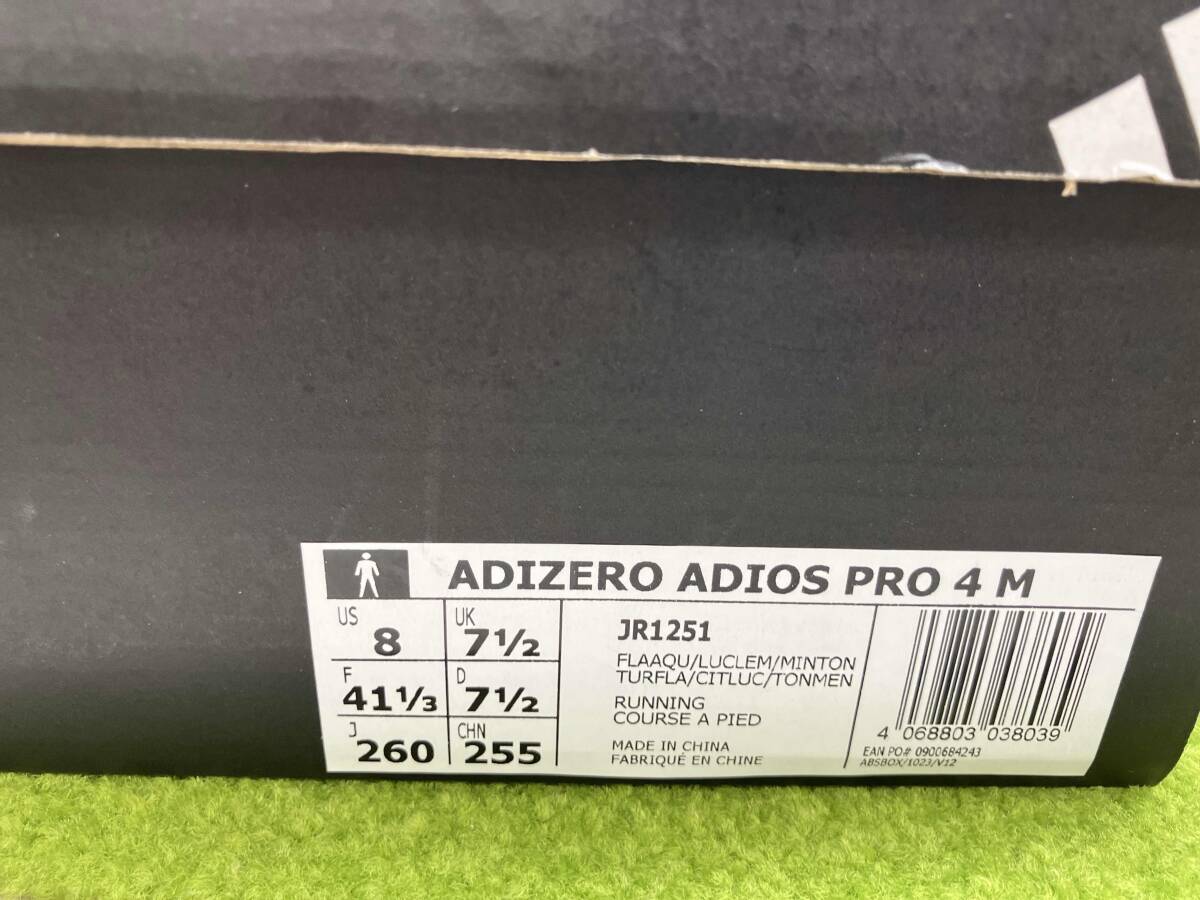 ADIZERO ADIOS PRO 4 M
US 8
UK 7½
F 41⅓
D 7½
J 260
CHN 255
JR1251
FLAAQU/LUCLEM/MINTON
TURFLA/CITLUC/TONMEN
RUNNING
COURSE A PIED
MADE IN CHINA
FABRIQUÉ EN CHINE
4 068803 038039
EAN PO# 0900684243
ABSBOX/1023/V12